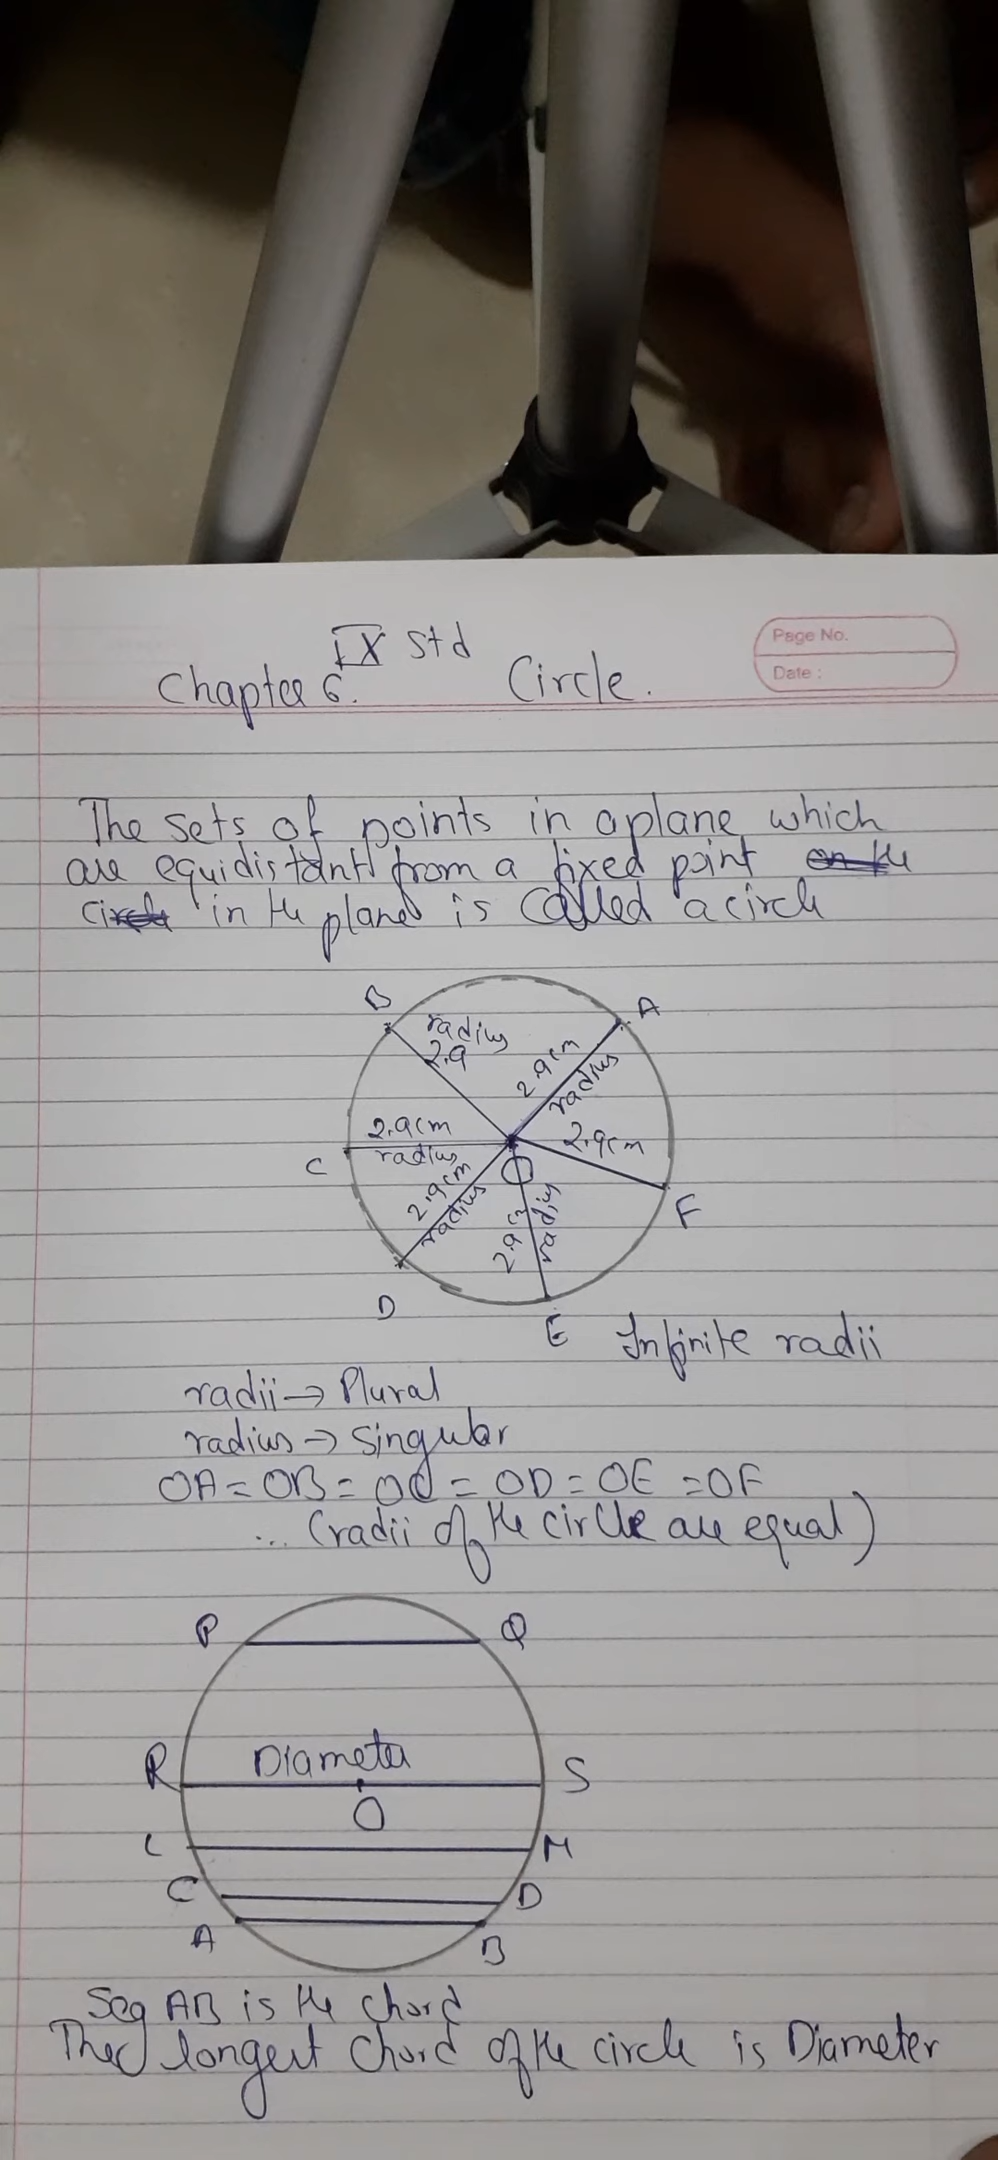 IX Std
Page No.
Chapter 6. Circle.
Date :
The sets of points in a plane which
are equidistant from a fixed point on the
circle in the plane is called a circle
B
A
radius
2.9
2.9cm
radius
2.9cm
radius
2.9cm
C
2.9cm
radius
O
F
2.9cm
radius
D
E Infinite radii
radii → Plural
radius → Singular
OA = OB = OC = OD = OE = OF
... (radii of the circle are equal)
P Q
R Diameter S
O
L M
C D
A B
Seg AB is the chord
The longest chord of the circle is Diameter